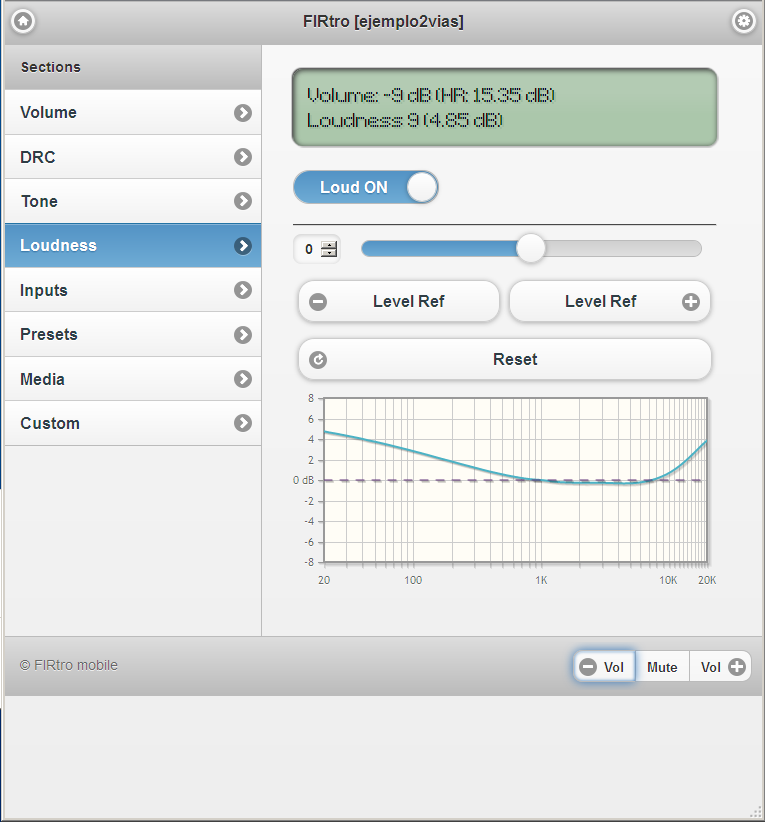 FIRtro [ejemplo2vias]
Sections
Volume
DRC
Tone
Loudness
Inputs
Presets
Media
Custom
Volume: -9 dB (HR: 15.35 dB)
Loudness 9 (4.85 dB)
Loud ON
0
Level Ref
Level Ref
Reset
8
6
4
2
0 dB
-2
-4
-6
-8
20
100
1K
10K
20K
© FIRtro mobile
Vol
Mute
Vol